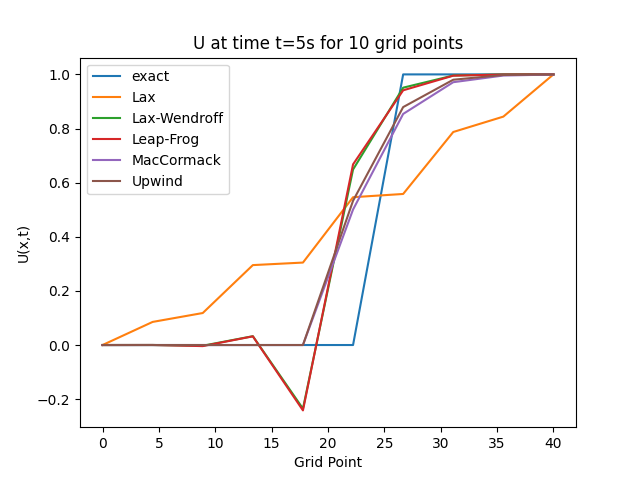 U at time t=5s for 10 grid points
exact
Lax
Lax-Wendroff
Leap-Frog
MacCormack
Upwind
1.0
0.8
0.6
0.4
0.2
0.0
−0.2
U(x,t)
0 5 10 15 20 25 30 35 40
Grid Point